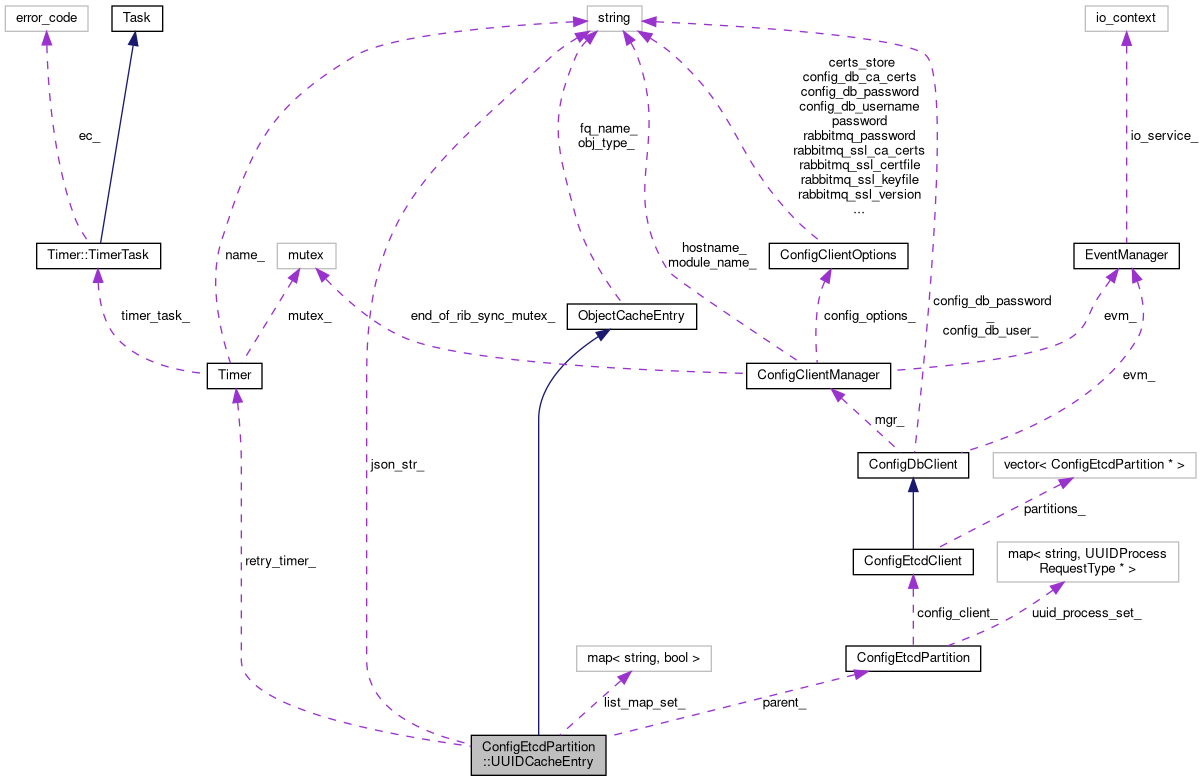 error_code
Task
string
io_context
certs_store
config_db_ca_certs
config_db_password
config_db_username
password
rabbitmq_password
rabbitmq_ssl_ca_certs
rabbitmq_ssl_certfile
rabbitmq_ssl_keyfile
rabbitmq_ssl_version
...
ec_
fq_name_
obj_type_
io_service_
Timer::TimerTask
name_
mutex
hostname_
module_name_
ConfigClientOptions
EventManager
timer_task_
mutex_
end_of_rib_sync_mutex_
ObjectCacheEntry
config_options_
config_db_password
_
config_db_user_
evm_
Timer
ConfigClientManager
evm_
mgr_
json_str_
ConfigDbClient
vector< ConfigEtcdPartition * >
partitions_
retry_timer_
ConfigEtcdClient
map< string, UUIDProcess
RequestType * >
config_client_
uuid_process_set_
map< string, bool >
ConfigEtcdPartition
list_map_set_
parent_
ConfigEtcdPartition
::UUIDCacheEntry